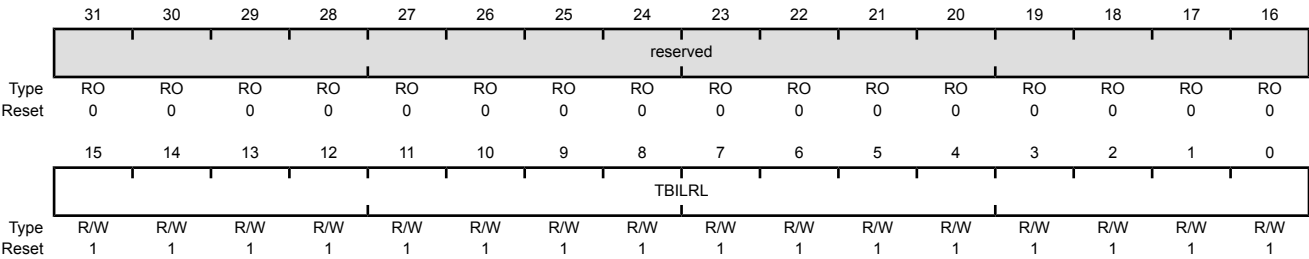 31 30 29 28 27 26 25 24 23 22 21 20 19 18 17 16
reserved
Type RO RO RO RO RO RO RO RO RO RO RO RO RO RO RO RO
Reset 0 0 0 0 0 0 0 0 0 0 0 0 0 0 0 0
15 14 13 12 11 10 9 8 7 6 5 4 3 2 1 0
TBILRL
Type R/W R/W R/W R/W R/W R/W R/W R/W R/W R/W R/W R/W R/W R/W R/W R/W
Reset 1 1 1 1 1 1 1 1 1 1 1 1 1 1 1 1